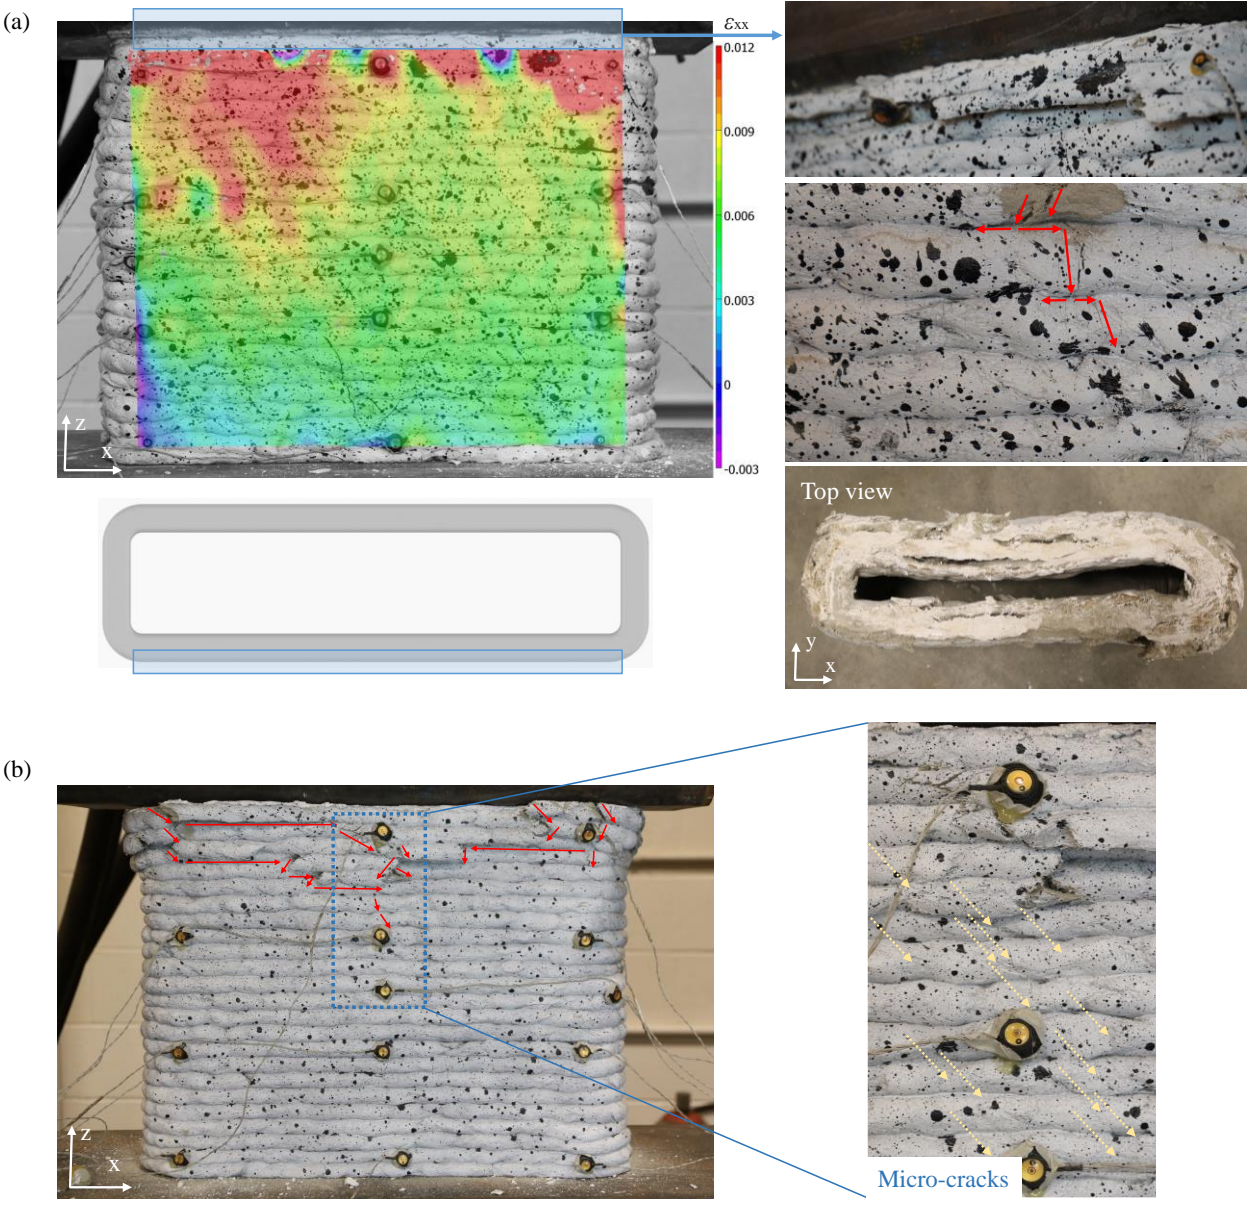 (a)
εxx
0.012
0.009
0.006
0.003
0
-0.003
z
x
Top view
y
x
(b)
z
x
Micro-cracks